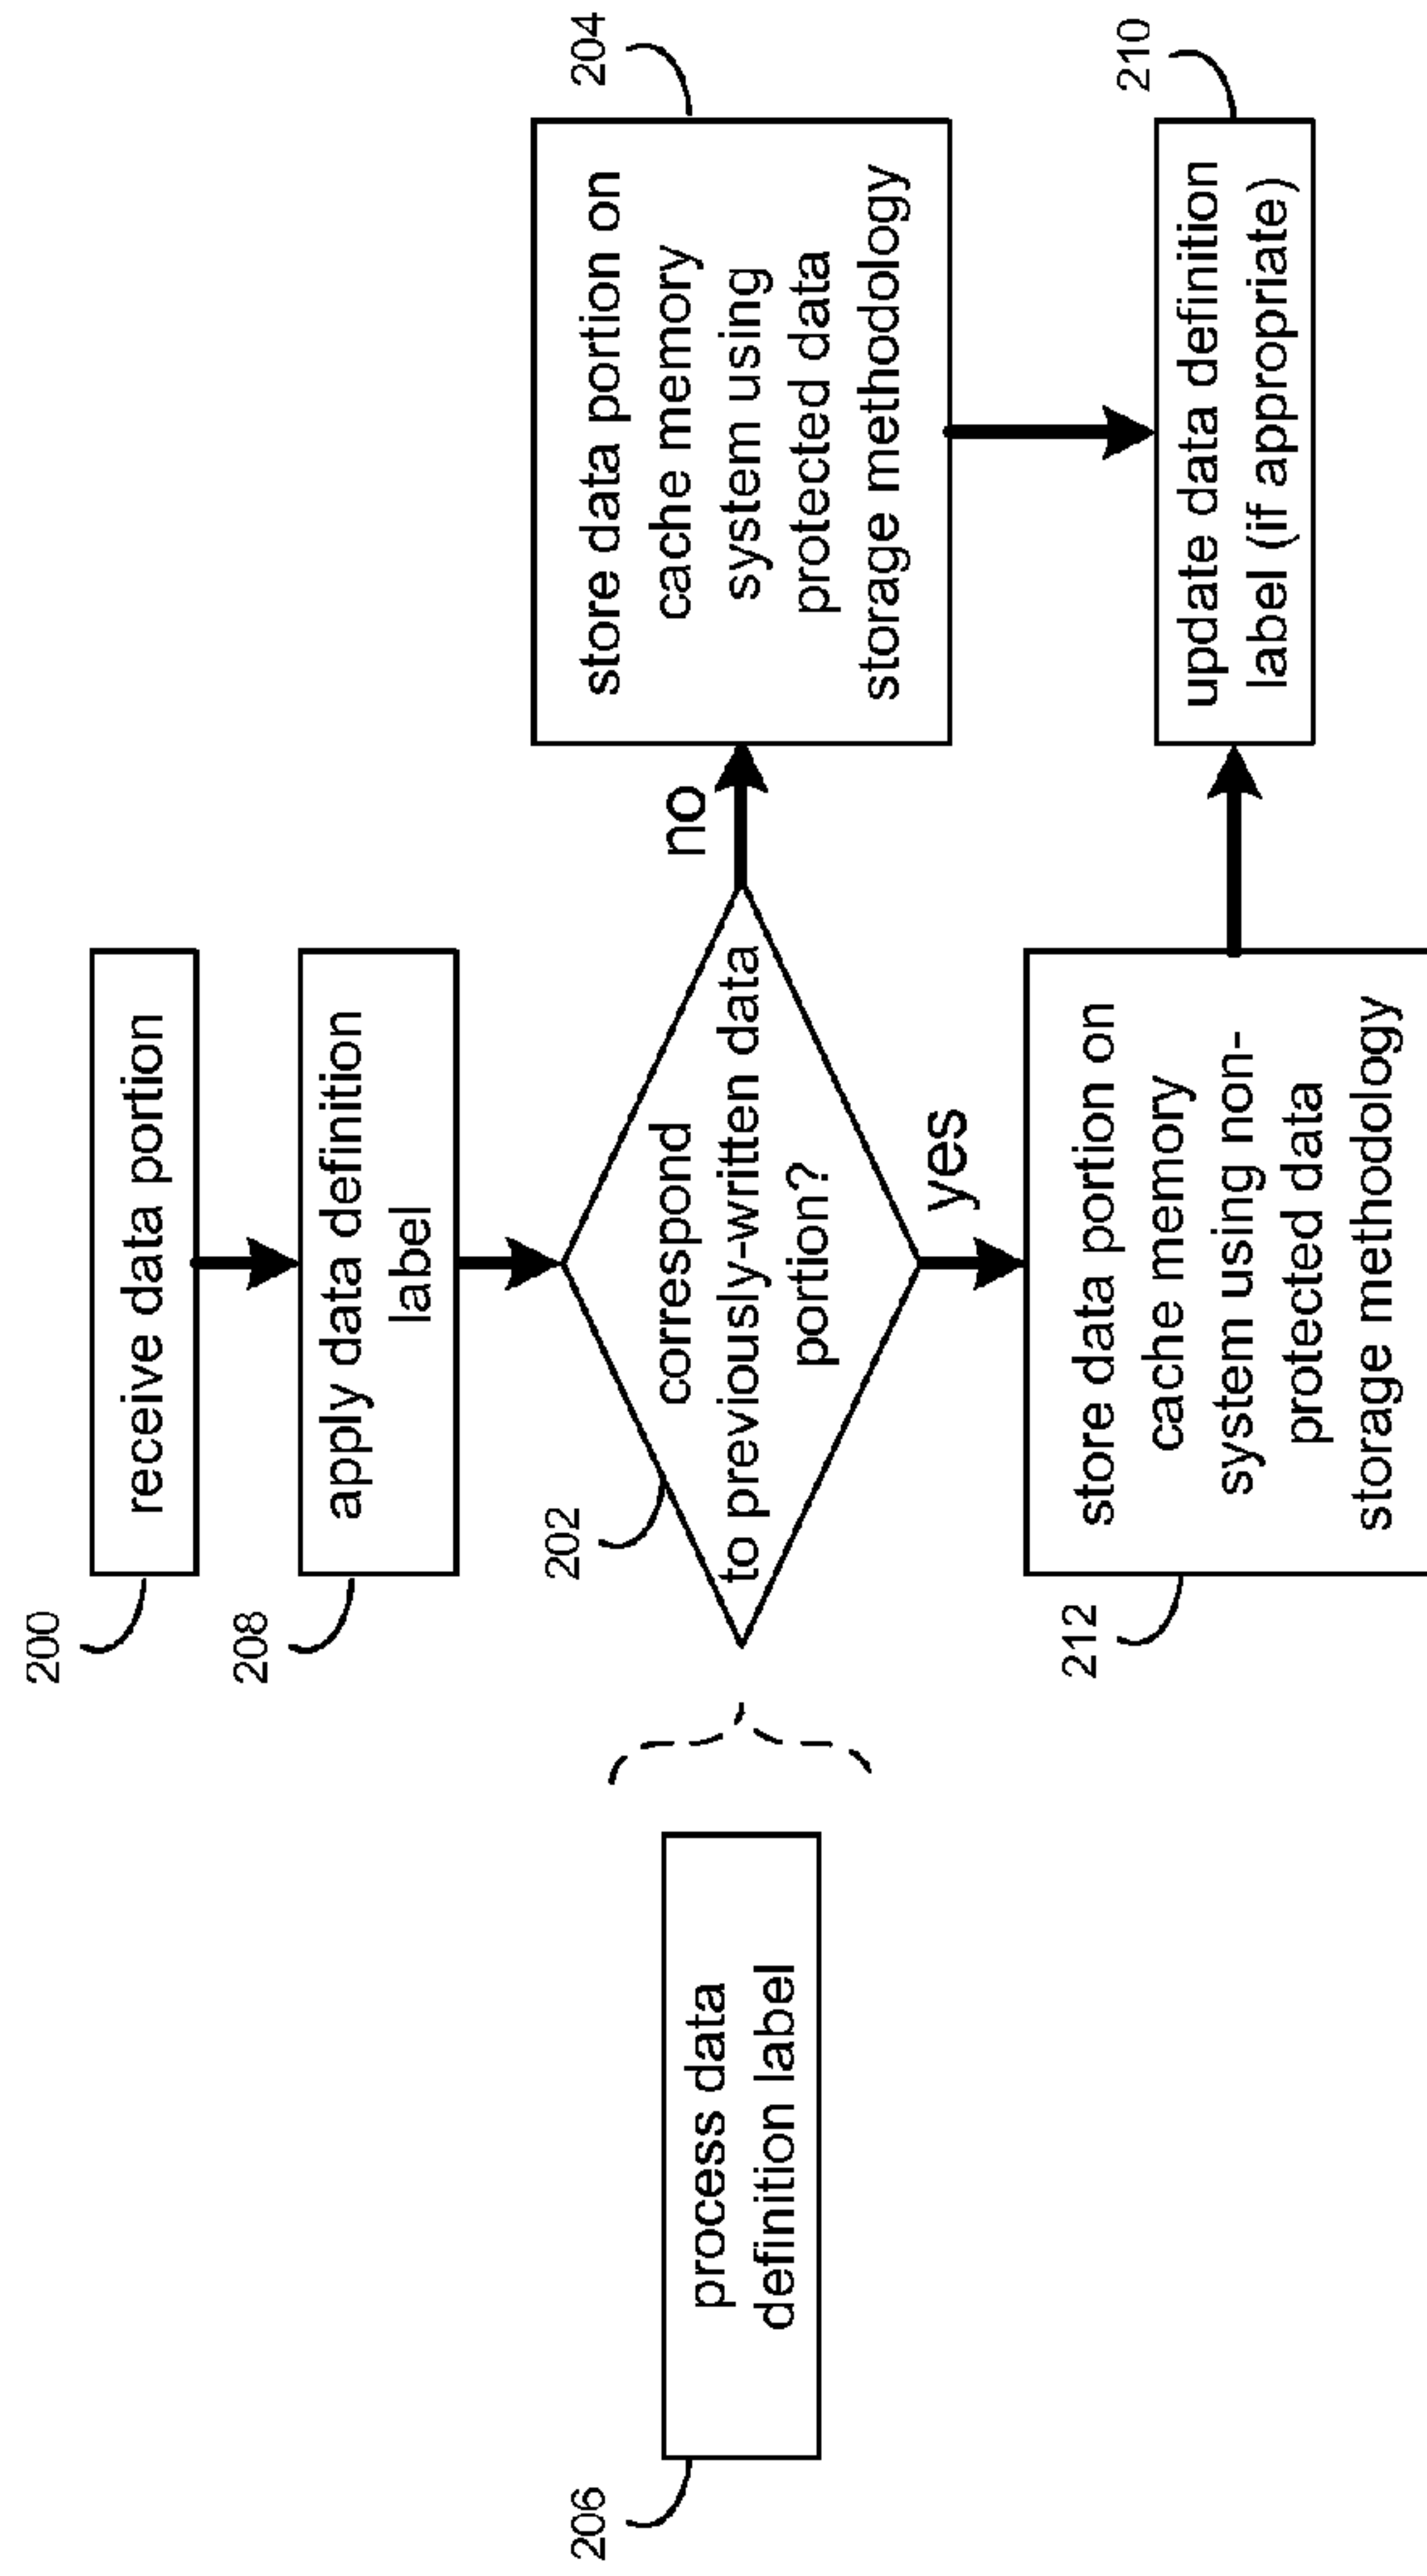 200
receive data portion
208
apply data definition
label
202
correspond
to previously-written data
portion?
no
204
store data portion on
cache memory
system using
protected data
storage methodology
206
process data
definition label
yes
212
store data portion on
cache memory
system using non-
protected data
storage methodology
210
update data definition
label (if appropriate)